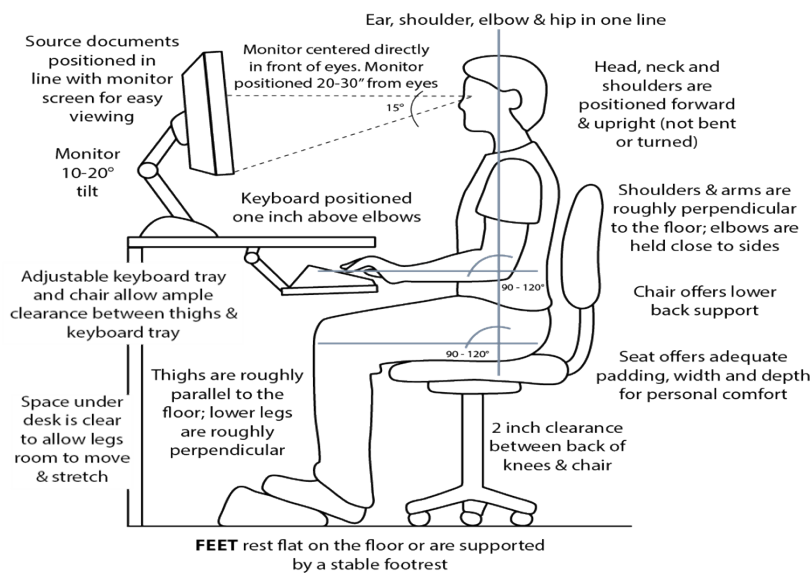 Ear, shoulder, elbow & hip in one line
Source documents
positioned in
line with monitor
screen for easy
viewing
Monitor centered directly
in front of eyes. Monitor
positioned 20-30” from eyes
15°
Head, neck and
shoulders are
positioned forward
& upright (not bent
or turned)
Monitor
10-20°
tilt
Keyboard positioned
one inch above elbows
Shoulders & arms are
roughly perpendicular
to the floor; elbows are
held close to sides
Adjustable keyboard tray
and chair allow ample
clearance between thighs &
keyboard tray
90 - 120°
Chair offers lower
back support
90 - 120°
Seat offers adequate
padding, width and depth
for personal comfort
Thighs are roughly
parallel to the
floor; lower legs
are roughly
perpendicular
Space under
desk is clear
to allow legs
room to move
& stretch
2 inch clearance
between back of
knees & chair
FEET rest flat on the floor or are supported
by a stable footrest